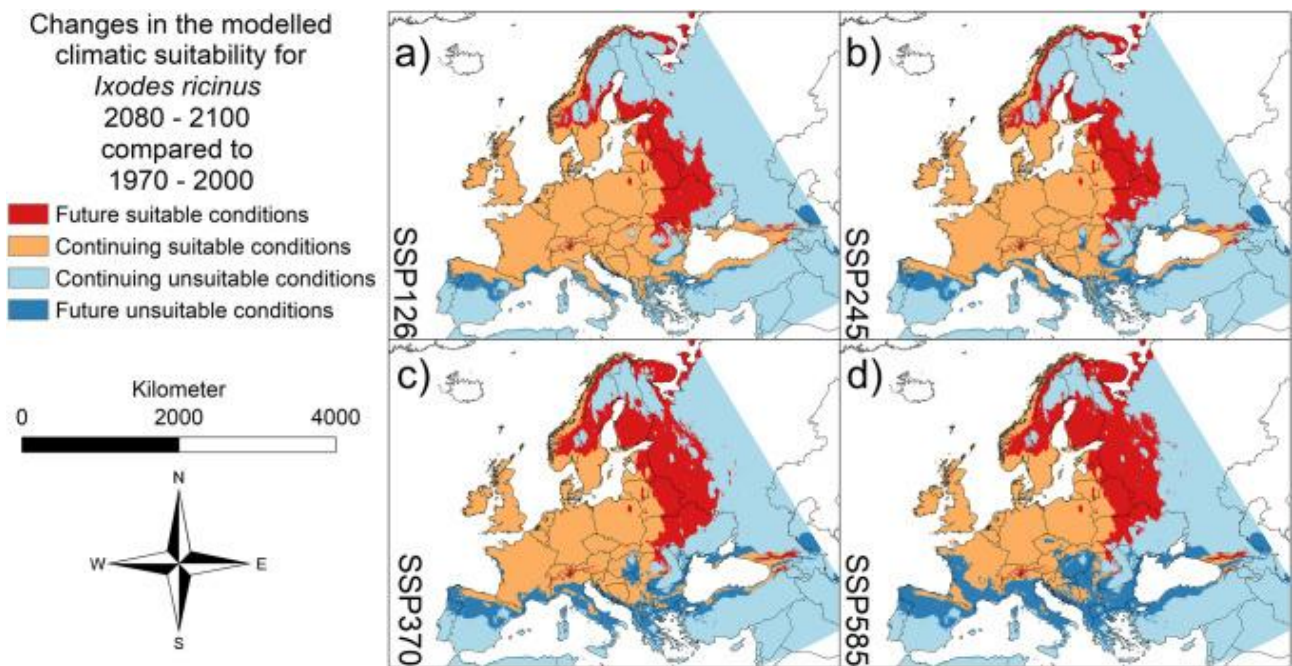 Changes in the modelled
climatic suitability for
Ixodes ricinus
2080 - 2100
compared to
1970 - 2000
Future suitable conditions
Continuing suitable conditions
Continuing unsuitable conditions
Future unsuitable conditions
Kilometer
0 2000 4000
N
W E
S
a)
SSP126
b)
SSP245
c)
SSP370
d)
SSP585